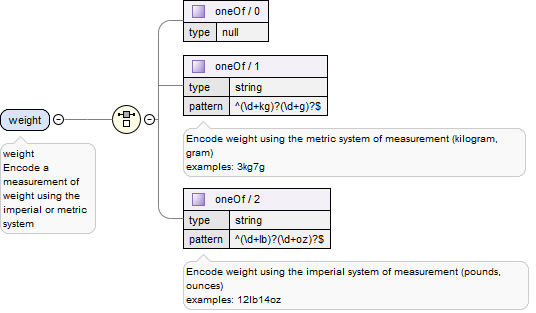 oneOf / 0
type null
oneOf / 1
type string
pattern ^(\d+kg)?(\d+g)?$
Encode weight using the metric system of measurement (kilogram,
gram)
examples: 3kg7g
weight
weight
Encode a
measurement of
weight using the
imperial or metric
system
oneOf / 2
type string
pattern ^(\d+lb)?(\d+oz)?$
Encode weight using the imperial system of measurement (pounds,
ounces)
examples: 12lb14oz